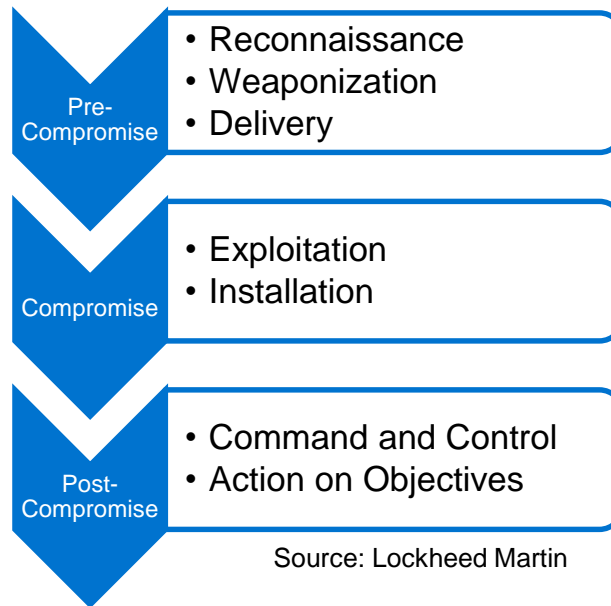 Pre-
Compromise
• Reconnaissance
• Weaponization
• Delivery
Compromise
• Exploitation
• Installation
Post-
Compromise
• Command and Control
• Action on Objectives
Source: Lockheed Martin